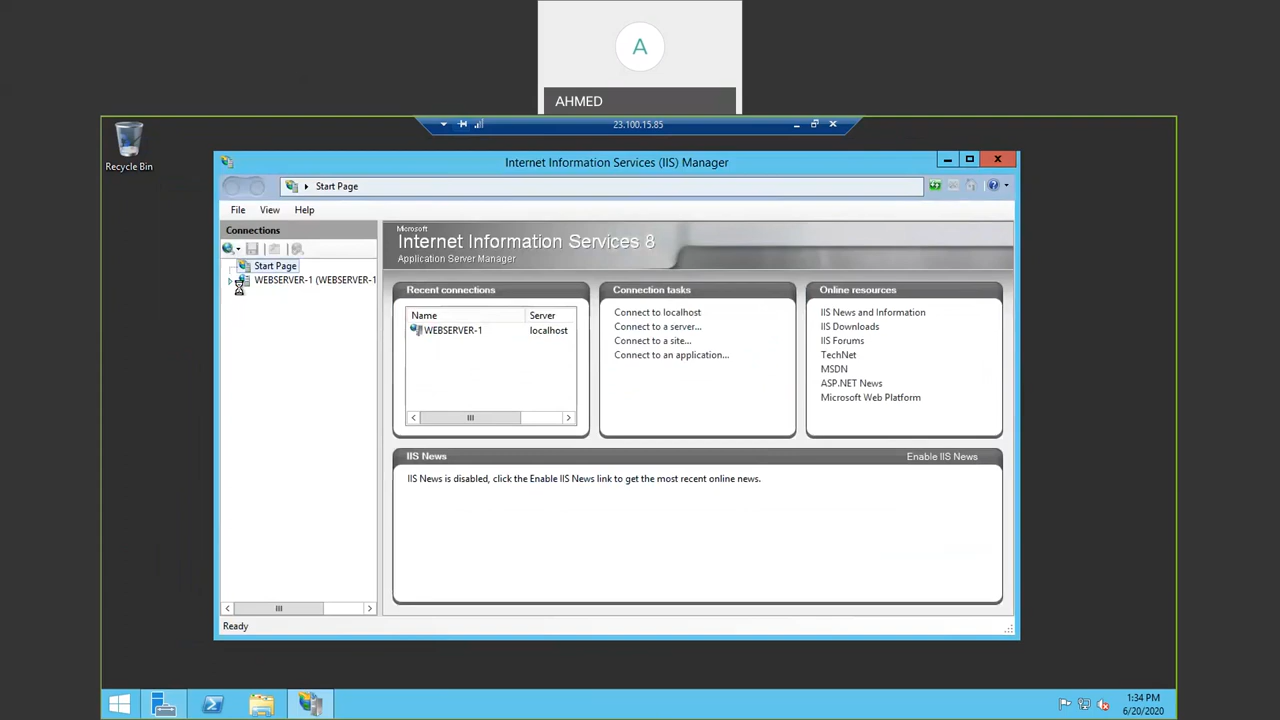 A
AHMED
23.100.15.85
Recycle Bin
Internet Information Services (IIS) Manager
Start Page
File View Help
Connections
Start Page
WEBSERVER-1 (WEBSERVER-1
Microsoft
Internet Information Services 8
Application Server Manager
Recent connections
Name Server
WEBSERVER-1 localhost
Connection tasks
Connect to localhost
Connect to a server...
Connect to a site...
Connect to an application...
Online resources
IIS News and Information
IIS Downloads
IIS Forums
TechNet
MSDN
ASP.NET News
Microsoft Web Platform
IIS News Enable IIS News
IIS News is disabled, click the Enable IIS News link to get the most recent online news.
Ready
1:34 PM
6/20/2020